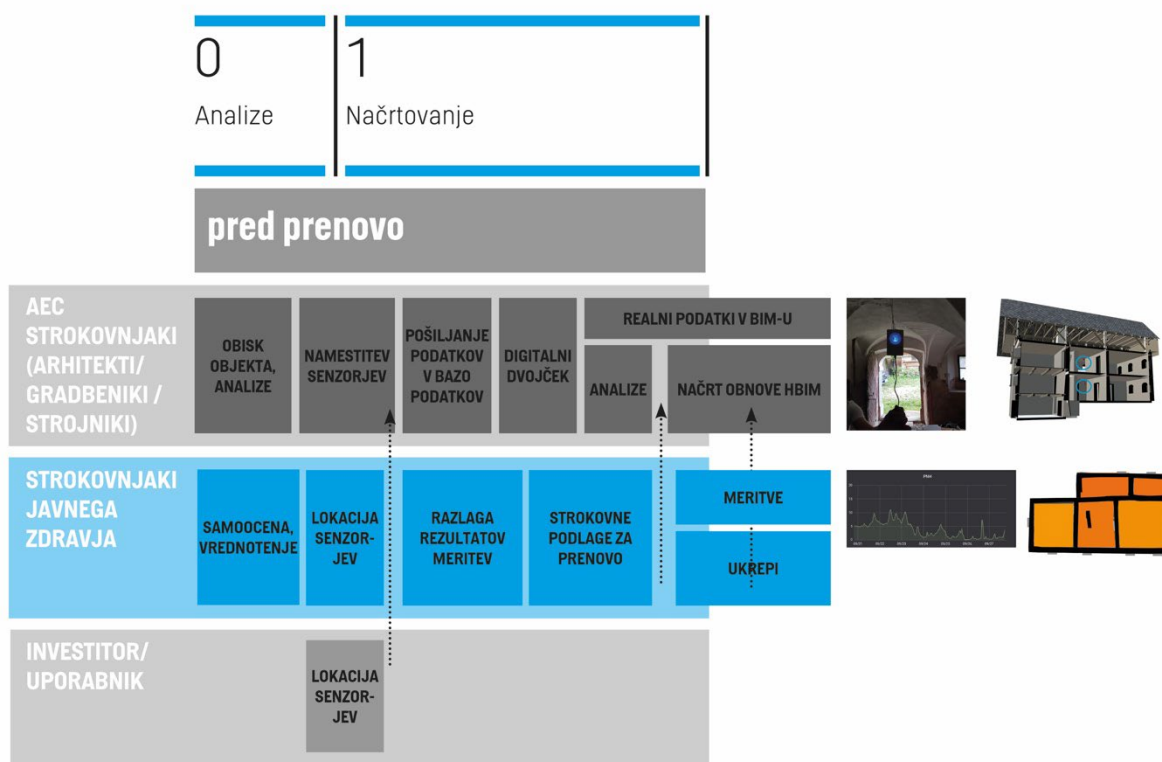 0
Analize
1
Načrtovanje
pred prenovo
AEC
STROKOVNJAKI
(ARHITEKTI/
GRADBENIKI /
STROJNIKI)
OBISK
OBJEKTA,
ANALIZE
NAMESTITEV
SENZORJEV
POŠILJANJE
PODATKOV
V BAZO
PODATKOV
DIGITALNI
DVOJČEK
REALNI PODATKI V BIM-U
ANALIZE
NAČRT OBNOVE HBIM
STROKOVNJAKI
JAVNEGA
ZDRAVJA
SAMOOCENA,
VREDNOTENJE
LOKACIJA
SENZOR-
JEV
RAZLAGA
REZULTATOV
MERITEV
STROKOVNE
PODLAGE ZA
PRENOVO
MERITVE
UKREPI
INVESTITOR/
UPORABNIK
LOKACIJA
SENZOR-
JEV